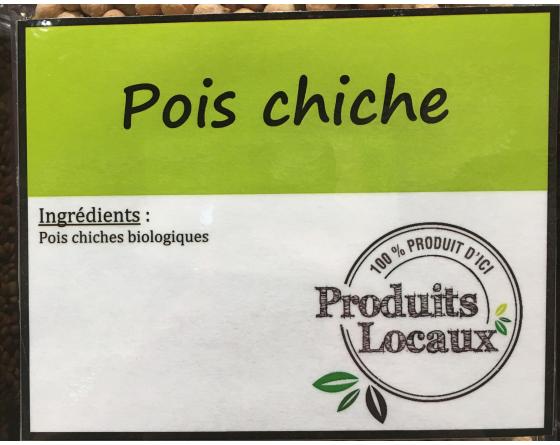 Pois chiche
Ingrédients :
Pois chiches biologiques
100 % PRODUIT D'ICI
Produits
Locaux